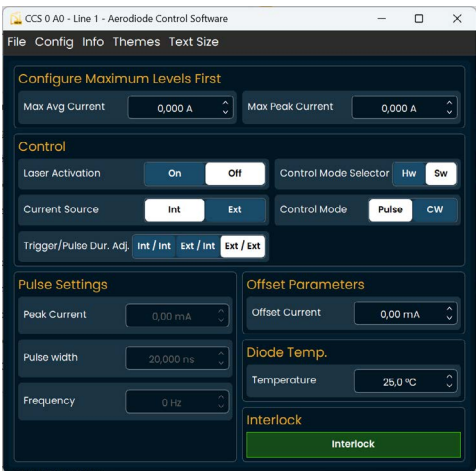 CCS 0 A0 - Line 1 - Aerodiode Control Software
File Config Info Themes Text Size
Configure Maximum Levels First
Max Avg Current 0,000 A Max Peak Current 0,000 A
Control
Laser Activation On Off Control Mode Selector Hw Sw
Current Source Int Ext Control Mode Pulse CW
Trigger/Pulse Dur. Adj. Int / Int Ext / Int Ext / Ext
Pulse Settings
Peak Current 0,00 mA
Pulse width 20,000 ns
Frequency 0 Hz
Offset Parameters
Offset Current 0,00 mA
Diode Temp.
Temperature 25,0 ºC
Interlock
Interlock